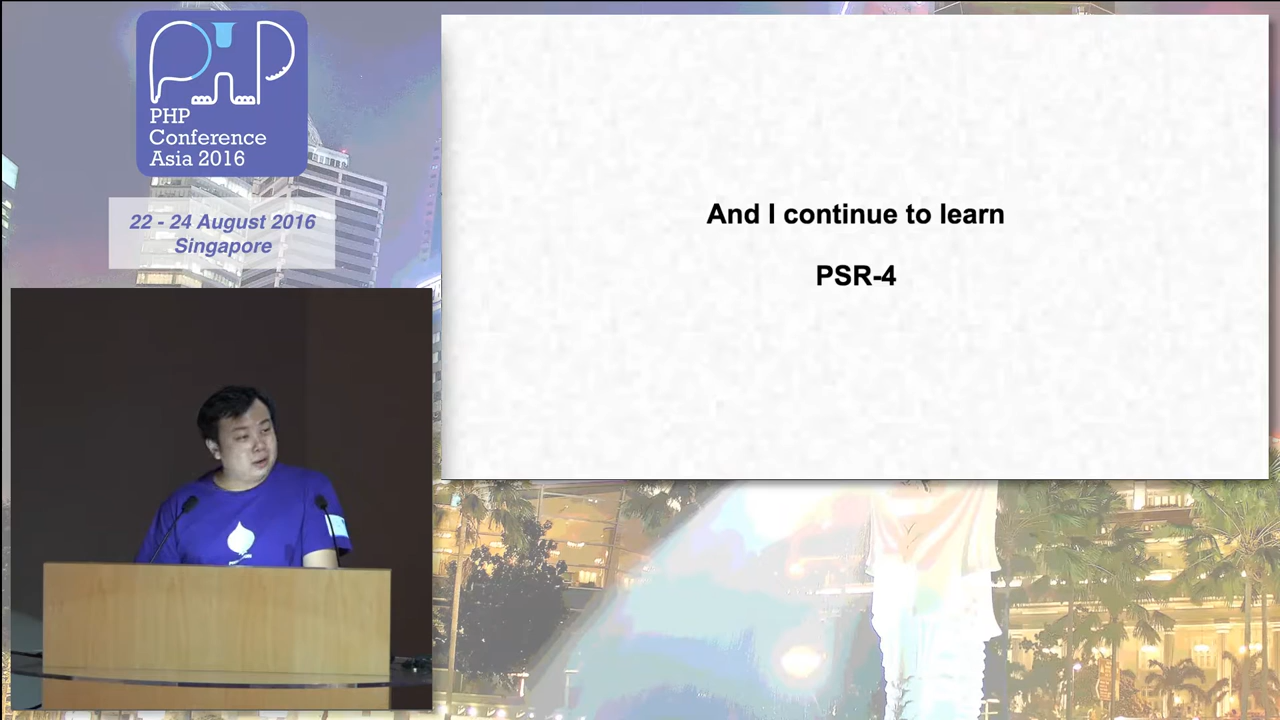 PHP
Conference
Asia 2016
22 - 24 August 2016
Singapore
And I continue to learn
PSR-4